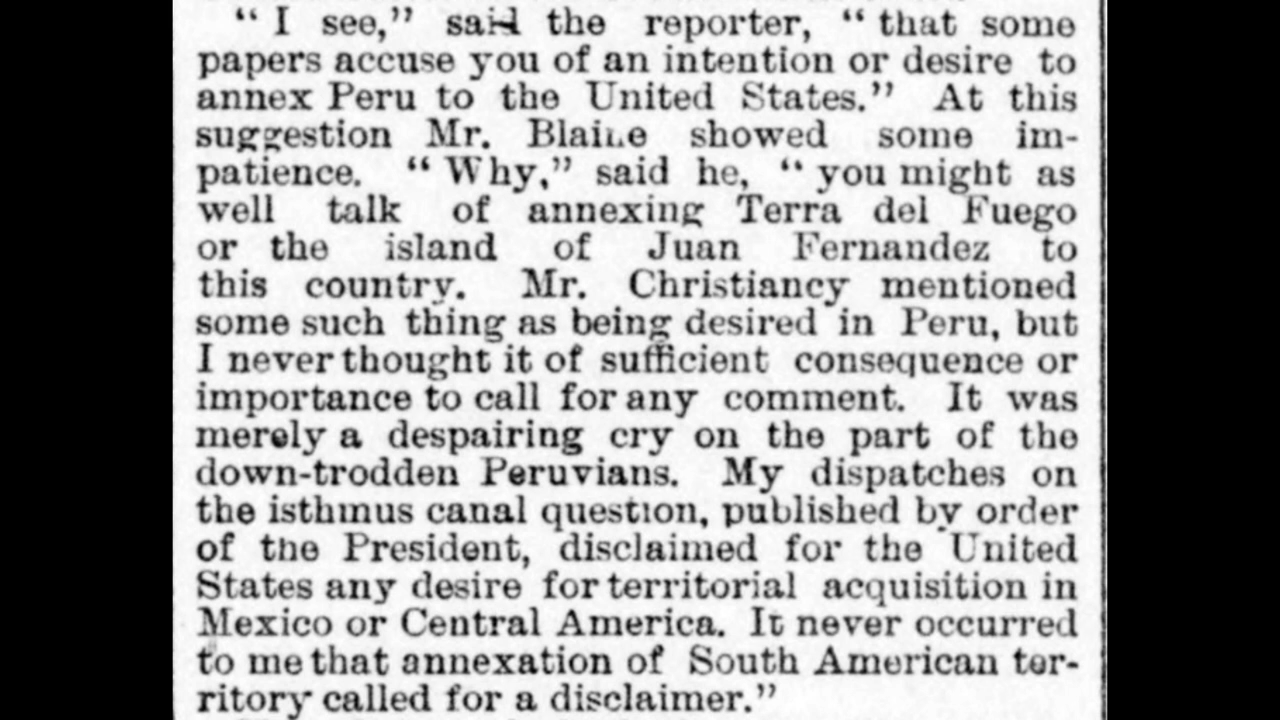 “ I see,” said the reporter, “ that some
papers accuse you of an intention or desire to
annex Peru to the United States.” At this
suggestion Mr. Blaine showed some im-
patience. “ Why,” said he, “ you might as
well talk of annexing Terra del Fuego
or the island of Juan Fernandez to
this country. Mr. Christiancy mentioned
some such thing as being desired in Peru, but
I never thought it of sufficient consequence or
importance to call for any comment. It was
merely a despairing cry on the part of the
down-trodden Peruvians. My dispatches on
the isthmus canal question, published by order
of the President, disclaimed for the United
States any desire for territorial acquisition in
Mexico or Central America. It never occurred
to me that annexation of South American ter-
ritory called for a disclaimer.”